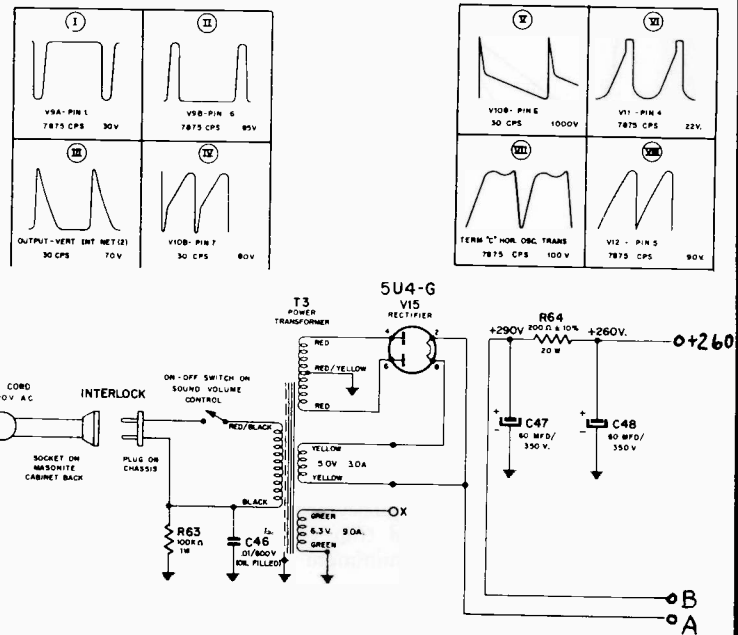 I
V9A-PIN 1
7875 CPS 30V
II
V9B-PIN 6
7875 CPS 85V
III
OUTPUT-VERT INT NET(2)
30 CPS 70V
IV
V10B-PIN 7
30 CPS 80V
V
V10B-PIN 6
30 CPS 1000V
VI
V11-PIN 4
7875 CPS 22V.
VII
TERM "C" HOR. OSC. TRANS
7875 CPS 100V
VIII
V12 - PIN 5
7875 CPS 90V.
CORD
0V AC
SOCKET ON
MASONITE
CABINET BACK
INTERLOCK
PLUG ON
CHASSIS
ON-OFF SWITCH ON
SOUND VOLUME
CONTROL
RED/BLACK
BLACK
R63
100K Ω
1W
C46
.01/600V
(OIL FILLED)
T3
POWER
TRANSFORMER
RED
RED/YELLOW
RED
YELLOW
5.0V 3.0A
YELLOW
GREEN
6.3V. 9.0A.
GREEN
X
5U4-G
V15
RECTIFIER
4
2
6
8
R64
200 Ω ± 10%
20 W
+290V
+260V.
+260
+
-
C47
60 MFD/
350 V.
+
-
C48
60 MFD/
350 V
B
A